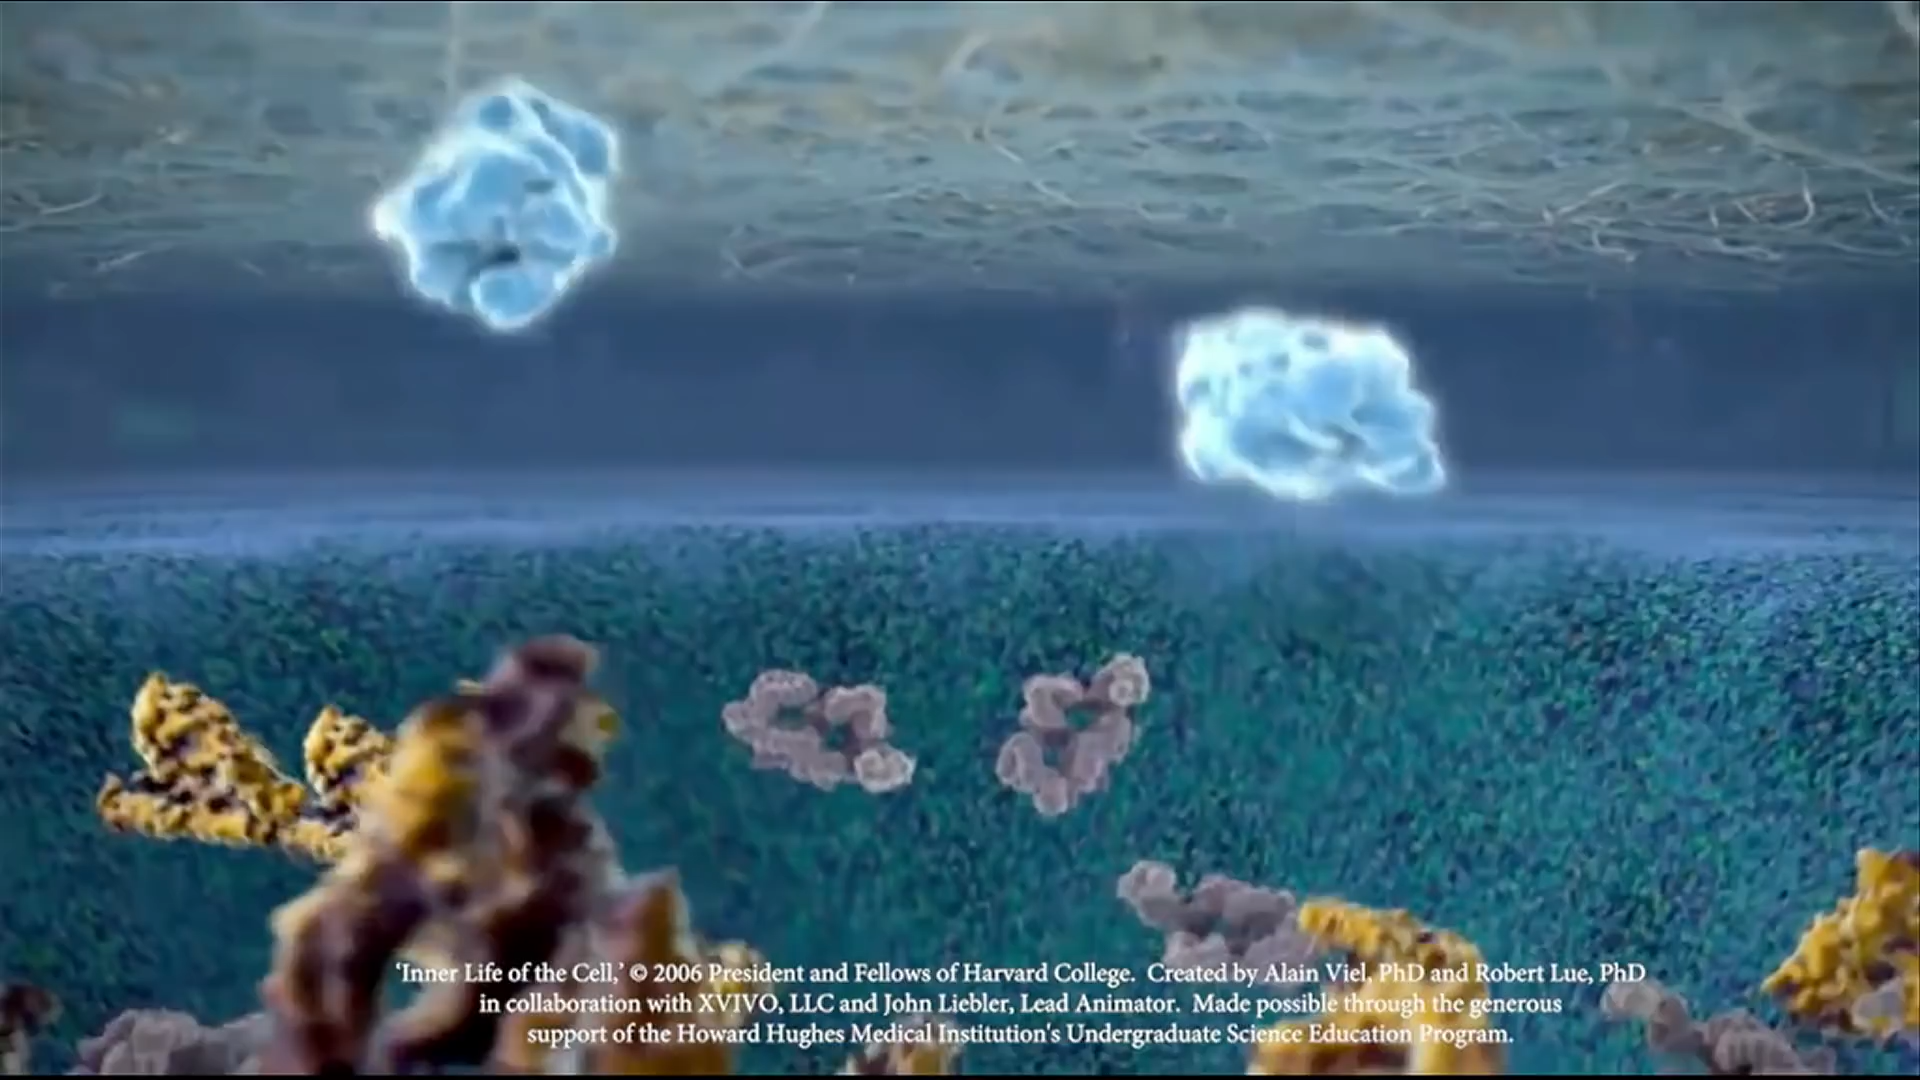 ‘Inner Life of the Cell,’ © 2006 President and Fellows of Harvard College.  Created by Alain Viel, PhD and Robert Lue, PhD
in collaboration with XVIVO, LLC and John Liebler, Lead Animator.  Made possible through the generous
support of the Howard Hughes Medical Institution's Undergraduate Science Education Program.